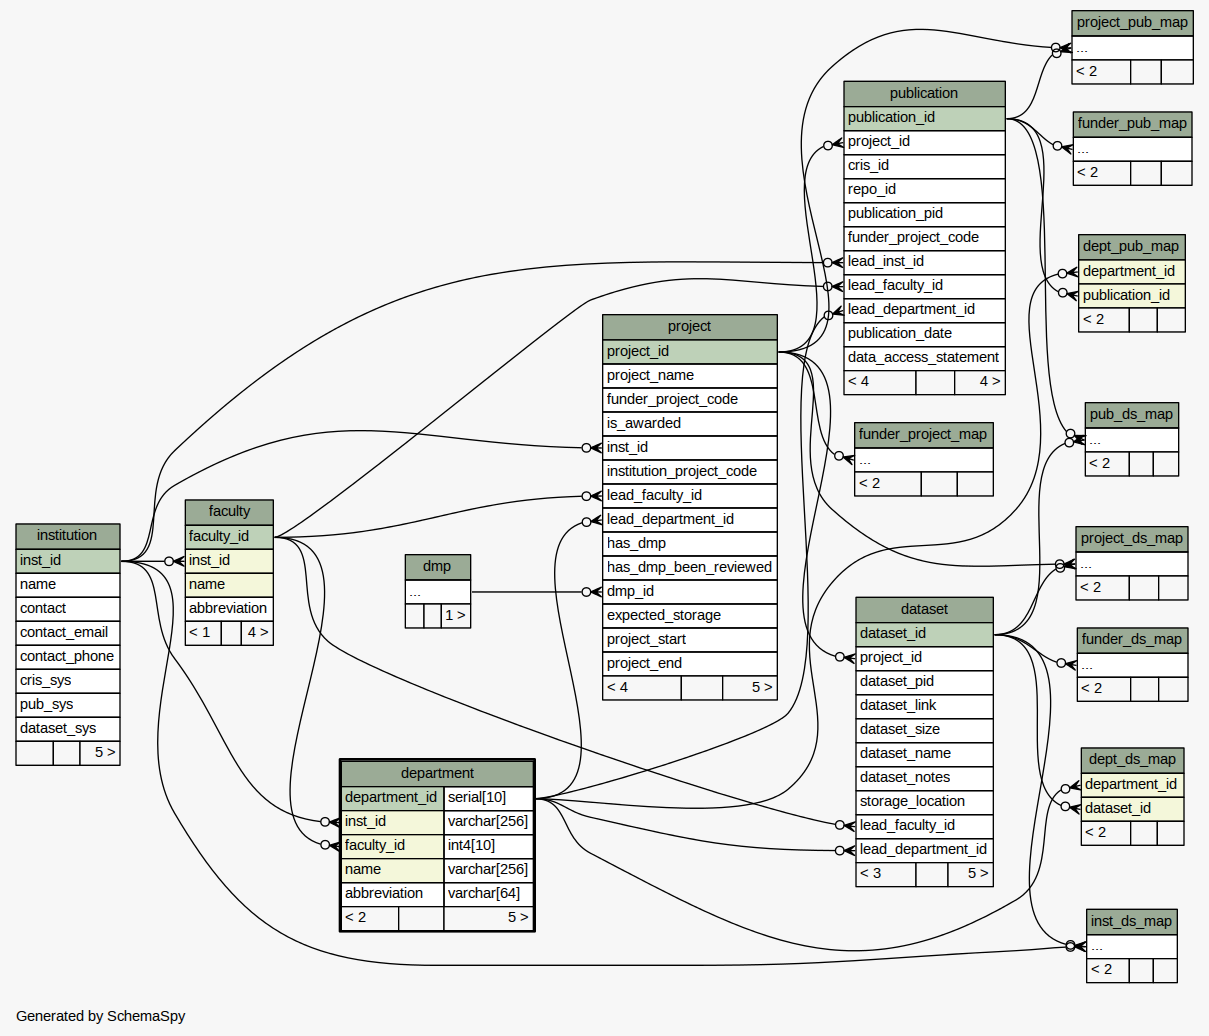 project_pub_map
...
< 2
publication
publication_id
project_id
cris_id
repo_id
publication_pid
funder_project_code
lead_inst_id
lead_faculty_id
lead_department_id
publication_date
data_access_statement
< 4 4 >
funder_pub_map
...
< 2
dept_pub_map
department_id
publication_id
< 2
project
project_id
project_name
funder_project_code
is_awarded
inst_id
institution_project_code
lead_faculty_id
lead_department_id
has_dmp
has_dmp_been_reviewed
dmp_id
expected_storage
project_start
project_end
< 4 5 >
pub_ds_map
...
< 2
funder_project_map
...
< 2
faculty
faculty_id
inst_id
name
abbreviation
< 1 4 >
institution
inst_id
name
contact
contact_email
contact_phone
cris_sys
pub_sys
dataset_sys
5 >
dmp
...
1 >
project_ds_map
...
< 2
dataset
dataset_id
project_id
dataset_pid
dataset_link
dataset_size
dataset_name
dataset_notes
storage_location
lead_faculty_id
lead_department_id
< 3 5 >
funder_ds_map
...
< 2
dept_ds_map
department_id
dataset_id
< 2
department
department_id serial[10]
inst_id varchar[256]
faculty_id int4[10]
name varchar[256]
abbreviation varchar[64]
< 2 5 >
inst_ds_map
...
< 2
Generated by SchemaSpy